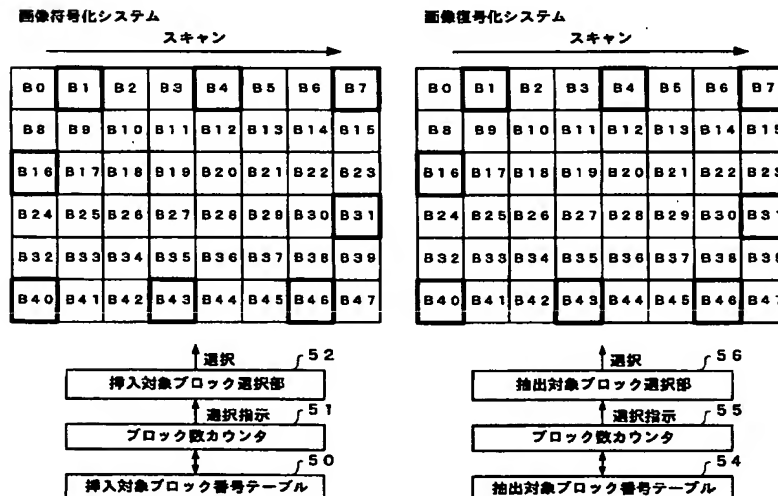 画像符号化システム
スキャン
B0 B1 B2 B3 B4 B5 B6 B7
B8 B9 B10 B11 B12 B13 B14 B15
B16 B17 B18 B19 B20 B21 B22 B23
B24 B25 B26 B27 B28 B29 B30 B31
B32 B33 B34 B35 B36 B37 B38 B39
B40 B41 B42 B43 B44 B45 B46 B47
選択
52
挿入対象ブロック選択部
選択指示
51
ブロック数カウンタ
50
挿入対象ブロック番号テーブル
画像復号化システム
スキャン
B0 B1 B2 B3 B4 B5 B6 B7
B8 B9 B10 B11 B12 B13 B14 B15
B16 B17 B18 B19 B20 B21 B22 B23
B24 B25 B26 B27 B28 B29 B30 B31
B32 B33 B34 B35 B36 B37 B38 B39
B40 B41 B42 B43 B44 B45 B46 B47
選択
56
抽出対象ブロック選択部
選択指示
55
ブロック数カウンタ
54
抽出対象ブロック番号テーブル